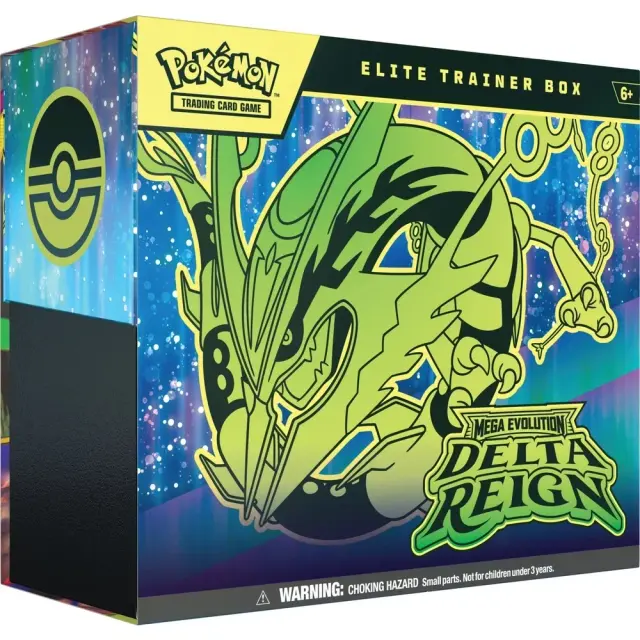 POKÉMON
TRADING CARD GAME
ELITE TRAINER BOX
6+
MEGA EVOLUTION
DELTA
REIGN
WARNING: CHOKING HAZARD Small parts. Not for children under 3 years.